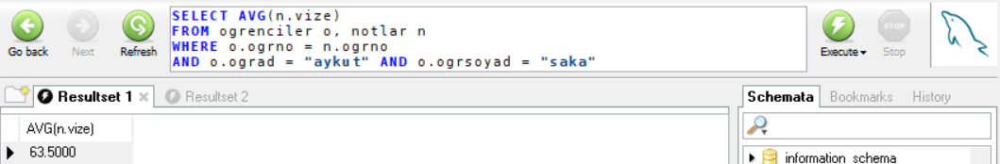 SELECT AVG(n.vize)
FROM ogrenciler o, notlar n
WHERE o.ogrno = n.ogrno
AND o.ograd = "aykut" AND o.ogrsoyad = "saka"
Go back
Next
Refresh
Execute
STOP
Stop
Resultset 1
Resultset 2
Schemata
Bookmarks
History
AVG(n.vize)
63.5000
information_schema